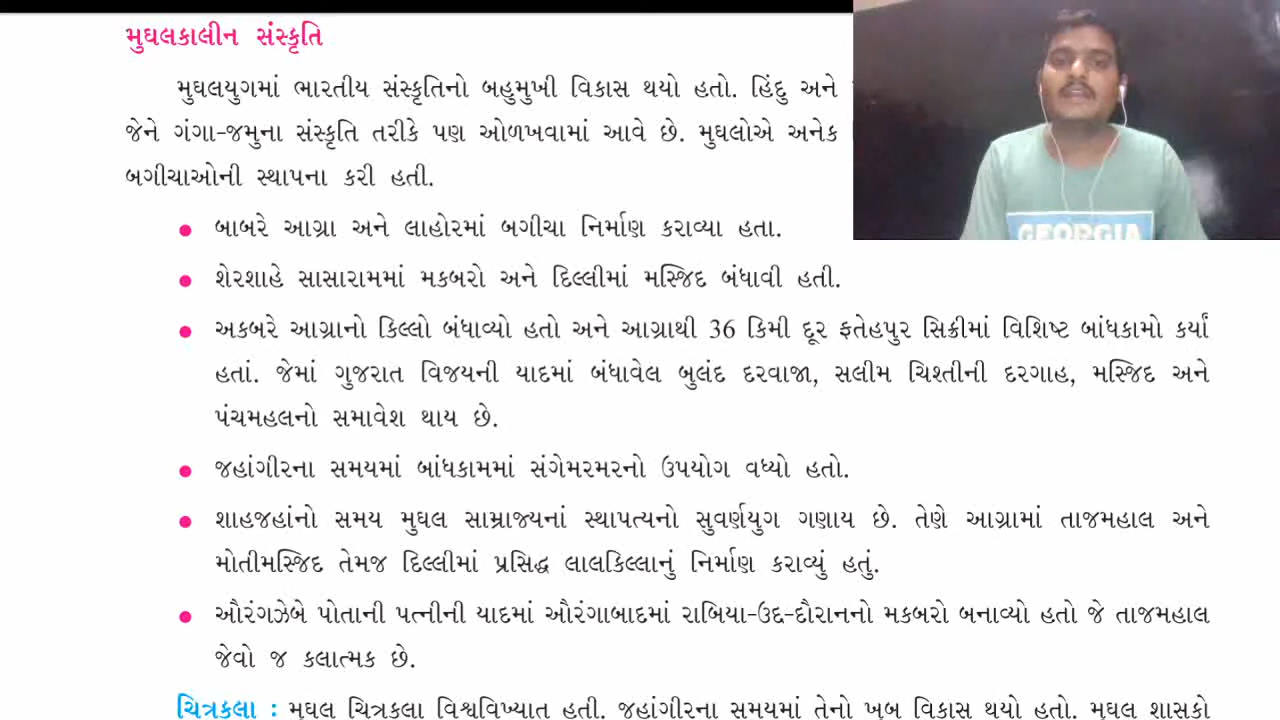 મુઘલકાલીન સંસ્કૃતિ
મુઘલયુગમાં ભારતીય સંસ્કૃતિનો બહુમુખી વિકાસ થયો હતો. હિંદુ અને
જેને ગંગા-જમુના સંસ્કૃતિ તરીકે પણ ઓળખવામાં આવે છે. મુઘલોએ અનેક
બગીચાઓની સ્થાપના કરી હતી.
• બાબરે આગ્રા અને લાહોરમાં બગીચા નિર્માણ કરાવ્યા હતા.
• શેરશાહે સાસારામમાં મકબરો અને દિલ્લીમાં મસ્જિદ બંધાવી હતી.
• અકબરે આગ્રાનો કિલ્લો બંધાવ્યો હતો અને આગ્રાથી 36 કિમી દૂર ફતેહપુર સિક્રીમાં વિશિષ્ટ બાંધકામો કર્યાં
હતાં. જેમાં ગુજરાત વિજયની યાદમાં બંધાવેલ બુલંદ દરવાજા, સલીમ ચિશ્તીની દરગાહ, મસ્જિદ અને
પંચમહલનો સમાવેશ થાય છે.
• જહાંગીરના સમયમાં બાંધકામમાં સંગેમરમરનો ઉપયોગ વધ્યો હતો.
• શાહજહાંનો સમય મુઘલ સામ્રાજ્યનાં સ્થાપત્યનો સુવર્ણયુગ ગણાય છે. તેણે આગ્રામાં તાજમહાલ અને
મોતીમસ્જિદ તેમજ દિલ્લીમાં પ્રસિદ્ધ લાલકિલ્લાનું નિર્માણ કરાવ્યું હતું.
• ઔરંગઝેબે પોતાની પત્નીની યાદમાં ઔરંગાબાદમાં રાબિયા-ઉદ્-દૌરાનનો મકબરો બનાવ્યો હતો જે તાજમહાલ
જેવો જ કલાત્મક છે.
ચિત્રકલા : મુઘલ ચિત્રકલા વિશ્વવિખ્યાત હતી. જહાંગીરના સમયમાં તેનો ખૂબ વિકાસ થયો હતો. મુઘલ શાસકો
GEORGIA